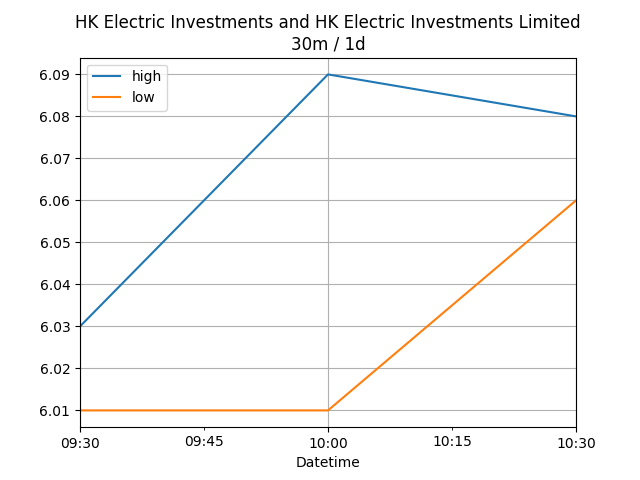 HK Electric Investments and HK Electric Investments Limited
30m / 1d
high
low
6.09
6.08
6.07
6.06
6.05
6.04
6.03
6.02
6.01
09:30
09:45
10:00
10:15
10:30
Datetime